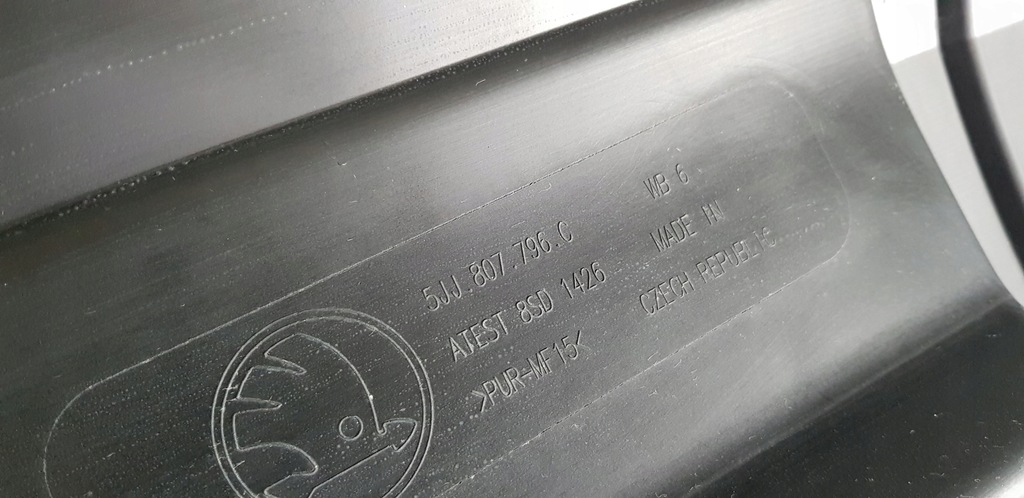 5JJ.807.796.C
WB 6
ATEST 8SD 1426
MADE IN
>PUR-MF15<
CZECH REPUBLIC